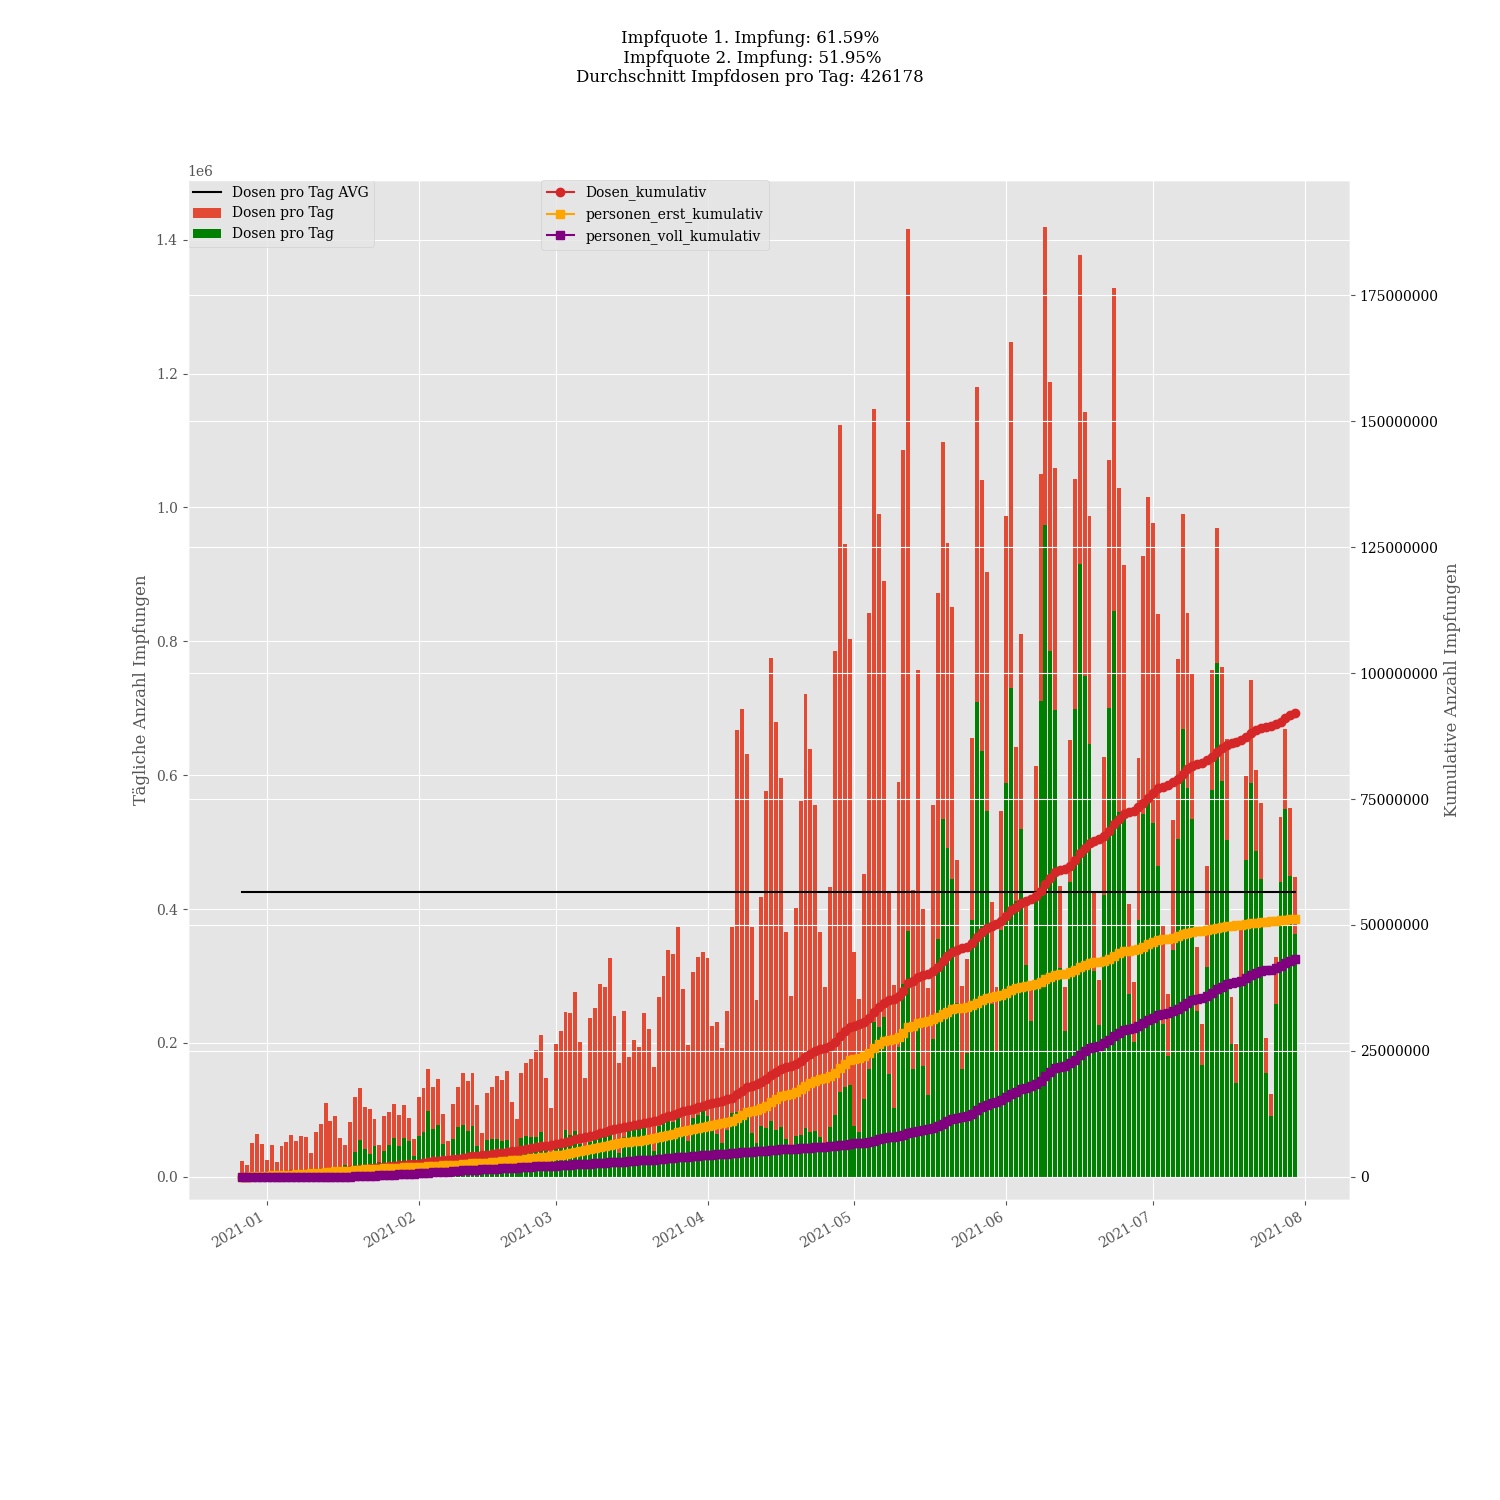 Impfquote 1. Impfung: 61.59%
Impfquote 2. Impfung: 51.95%
Durchschnitt Impfdosen pro Tag: 426178
1e6
Dosen pro Tag AVG
Dosen pro Tag
Dosen pro Tag
Dosen_kumulativ
personen_erst_kumulativ
personen_voll_kumulativ
1.4
1.2
1.0
0.8
0.6
0.4
0.2
0.0
Tägliche Anzahl Impfungen
175000000
150000000
125000000
100000000
75000000
50000000
25000000
0
Kumulative Anzahl Impfungen
2021-01
2021-02
2021-03
2021-04
2021-05
2021-06
2021-07
2021-08